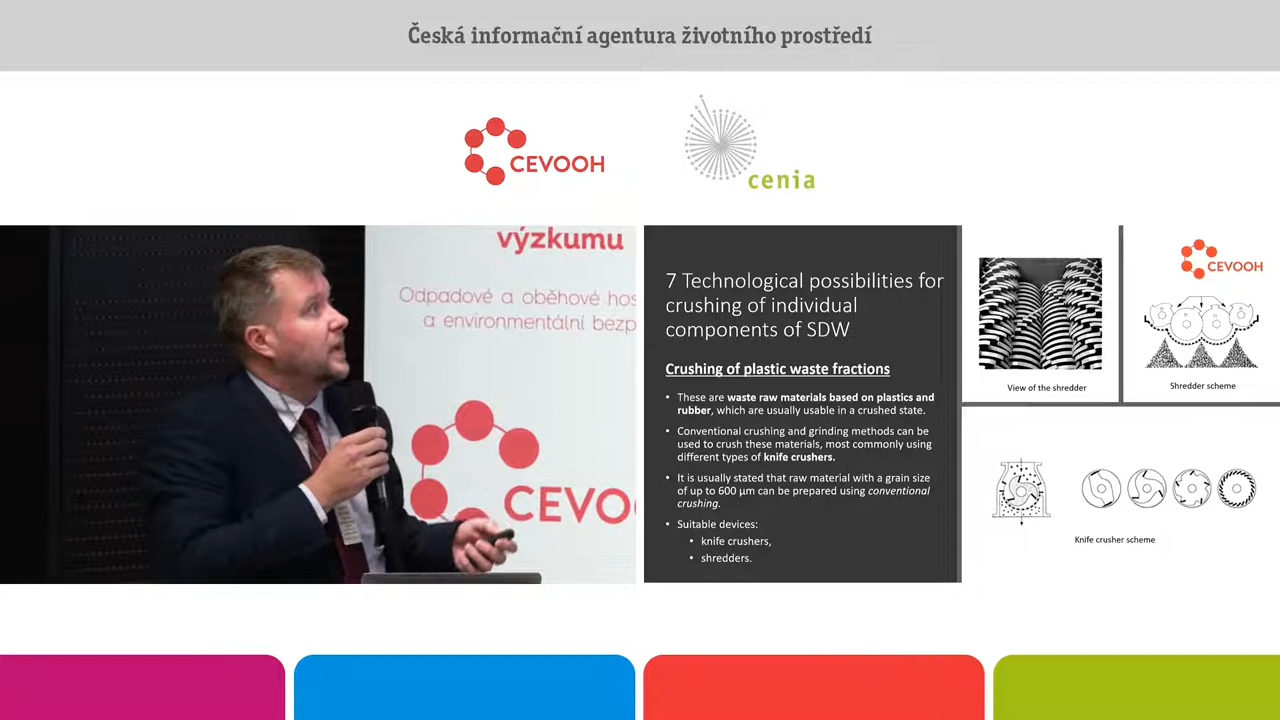 Česká informační agentura životního prostředí
CEVOOH
cenia
výzkumu
Odpadové a oběhové hos
a environmentální bezp
CEVO
7 Technological possibilities for
crushing of individual
components of SDW
Crushing of plastic waste fractions
• These are waste raw materials based on plastics and
rubber, which are usually usable in a crushed state.
• Conventional crushing and grinding methods can be
used to crush these materials, most commonly using
different types of knife crushers.
• It is usually stated that raw material with a grain size
of up to 600 µm can be prepared using conventional
crushing.
• Suitable devices:
• knife crushers,
• shredders.
View of the shredder
CEVOOH
Shredder scheme
Knife crusher scheme